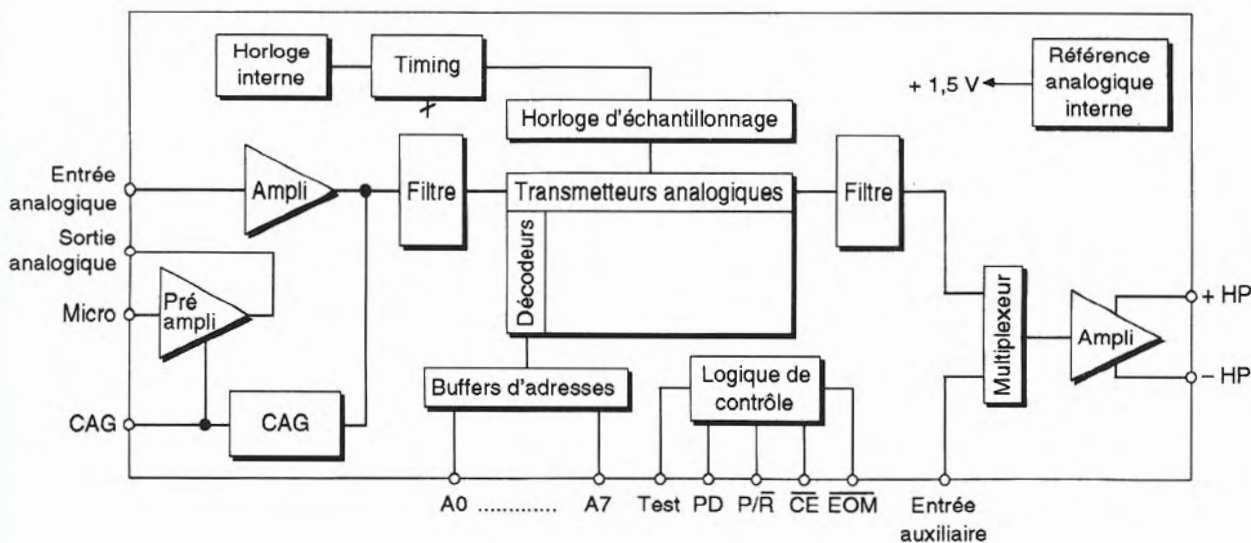 Horloge
interne
Timing
+ 1,5 V
Référence
analogique
interne
Horloge d'échantillonnage
Entrée
analogique
Ampli
Filtre
Transmetteurs analogiques
Filtre
Décodeurs
Sortie
analogique
Micro
Pré
ampli
Multiplexeur
Ampli
+ HP
– HP
Buffers d'adresses
Logique de
contrôle
CAG
CAG
A0 ............. A7 Test PD P/R̅ C̅E̅ E̅O̅M̅ Entrée
auxiliaire